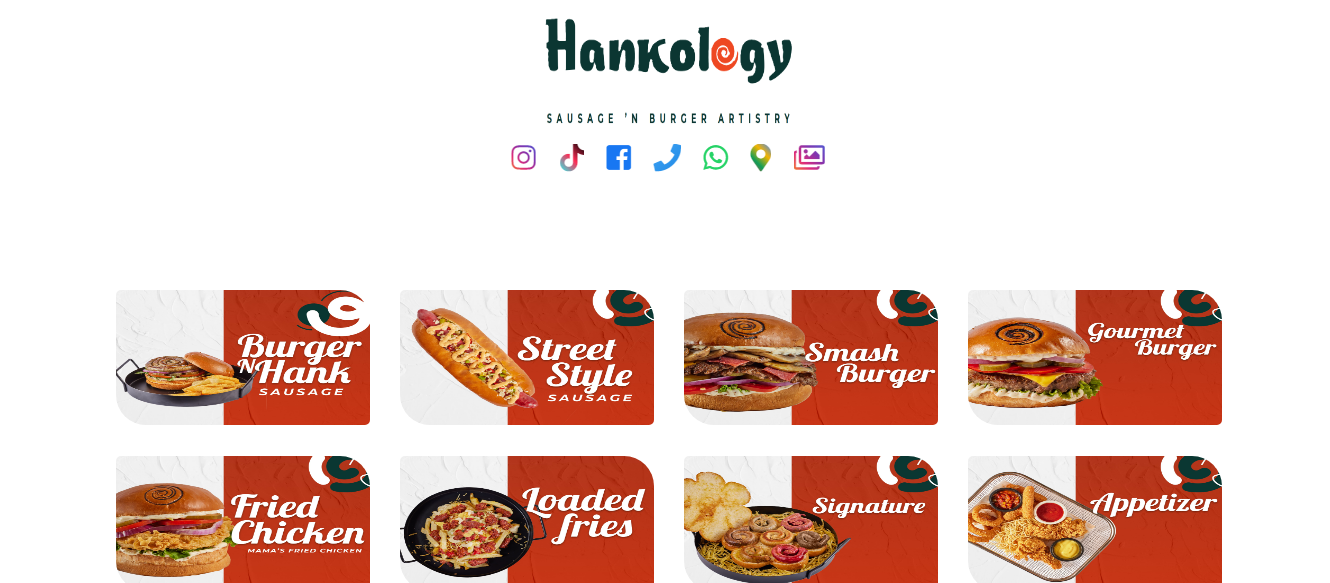 Hankology
SAUSAGE 'N BURGER ARTISTRY
Burger
N Hank
SAUSAGE
Street
Style
SAUSAGE
Smash
Burger
Gourmet
Burger
Fried
Chicken
MAMA'S FRIED CHICKEN
Loaded
fries
Signature
Appetizer